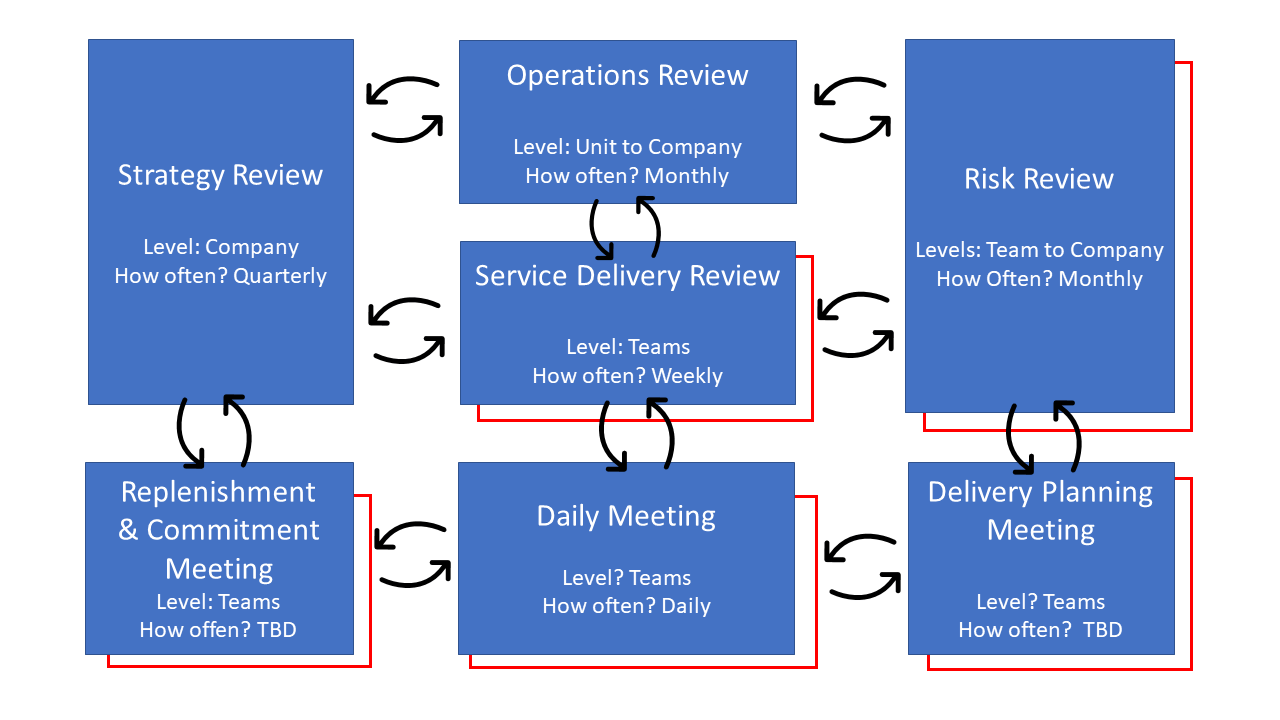 Strategy Review
Level: Company
How often? Quarterly
Operations Review
Level: Unit to Company
How often? Monthly
Service Delivery Review
Level: Teams
How often? Weekly
Risk Review
Levels: Team to Company
How Often? Monthly
Replenishment
& Commitment
Meeting
Level: Teams
How offen? TBD
Daily Meeting
Level? Teams
How often? Daily
Delivery Planning
Meeting
Level? Teams
How often?  TBD